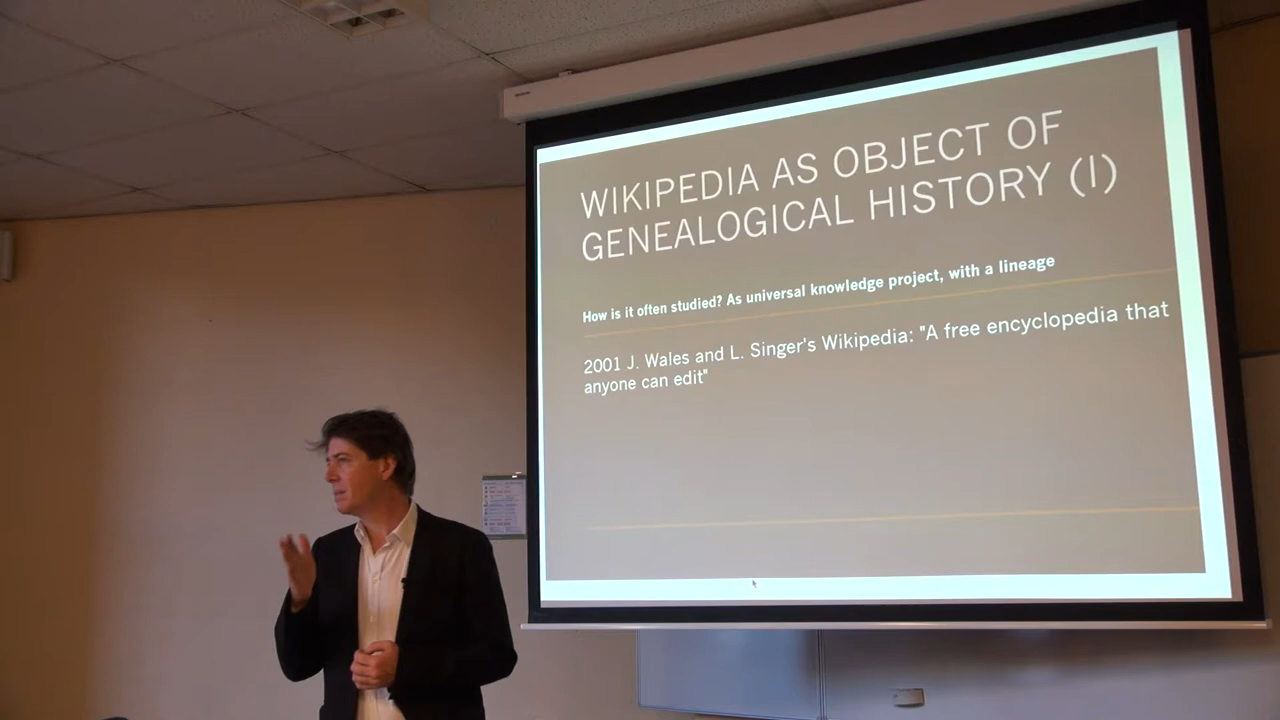 WIKIPEDIA AS OBJECT OF
GENEALOGICAL HISTORY (I)
How is it often studied? As universal knowledge project, with a lineage
2001 J. Wales and L. Singer's Wikipedia: "A free encyclopedia that
anyone can edit"